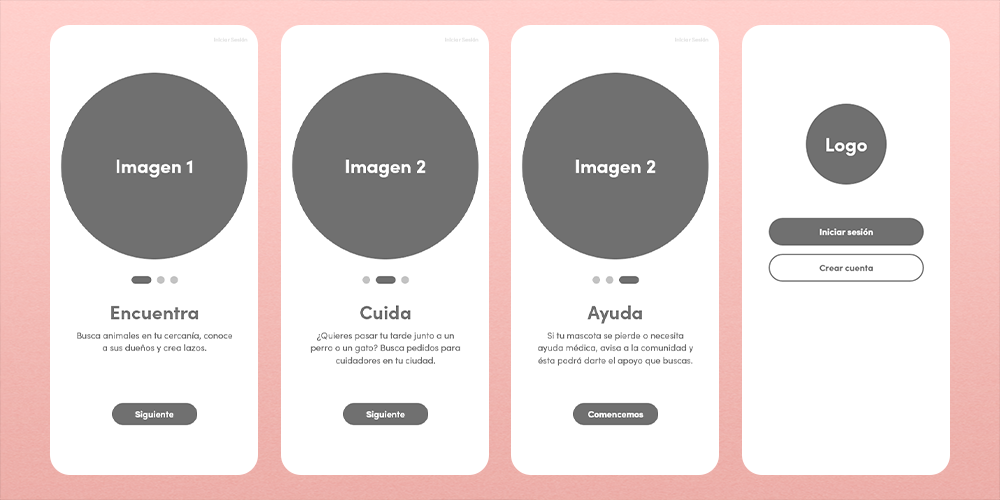 Iniciar Sesión
Imagen 1
Encuentra
Busca animales en tu cercanía, conoce
a sus dueños y crea lazos.
Siguiente
Iniciar Sesión
Imagen 2
Cuida
¿Quieres pasar tu tarde junto a un
perro o un gato? Busca pedidos para
cuidadores en tu ciudad.
Siguiente
Iniciar Sesión
Imagen 2
Ayuda
Si tu mascota se pierde o necesita
ayuda médica, avisa a la comunidad y
ésta podrá darte el apoyo que buscas.
Comencemos
Logo
Iniciar sesión
Crear cuenta